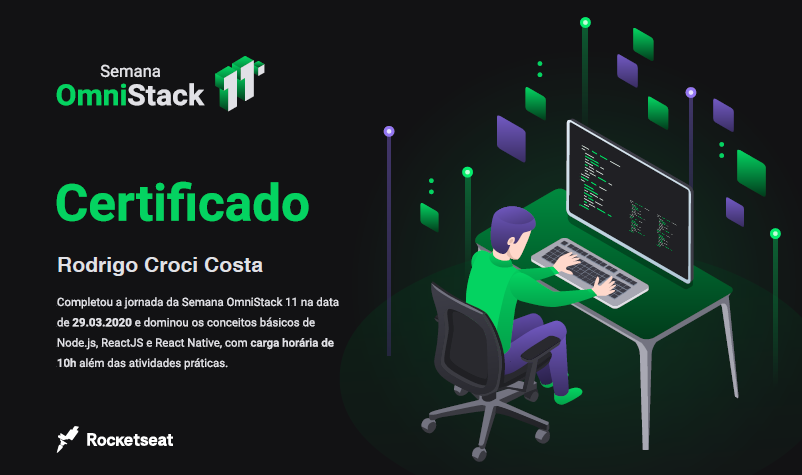 Semana
OmniStack 11
Certificado
Rodrigo Croci Costa
Completou a jornada da Semana OmniStack 11 na data
de 29.03.2020 e dominou os conceitos básicos de
Node.js, ReactJS e React Native, com carga horária de
10h além das atividades práticas.
Rocketseat